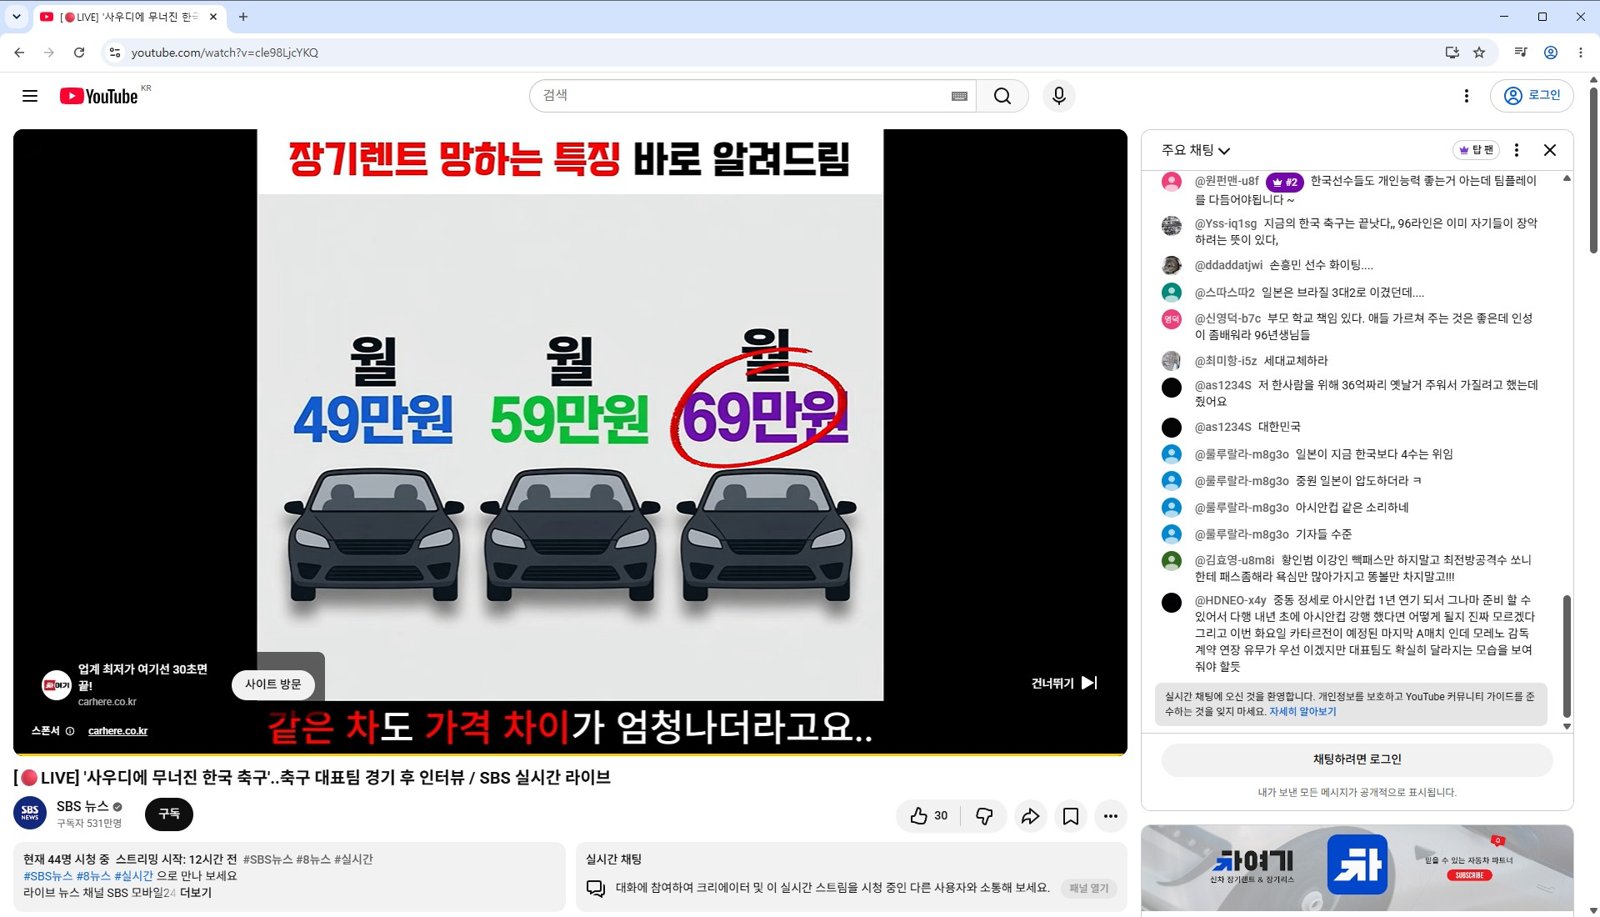 [🔴LIVE] '사우디에 무너진 한국
youtube.com/watch?v=cle98LjcYKQ
YouTube KR
검색
로그인
장기렌트 망하는 특징 바로 알려드림
월 월 월
49만원 59만원 69만원
업계 최저가 여기선 30초면
끝!
carhere.co.kr
사이트 방문
건너뛰기
스폰서 carhere.co.kr
같은 차도 가격 차이가 엄청나더라고요..
[🔴LIVE] '사우디에 무너진 한국 축구'..축구 대표팀 경기 후 인터뷰 / SBS 실시간 라이브
SBS NEWS
SBS 뉴스
구독자 531만명
구독
30
현재 44명 시청 중 스트리밍 시작: 12시간 전 #SBS뉴스 #8뉴스 #실시간
#SBS뉴스 #8뉴스 #실시간 으로 만나 보세요
라이브 뉴스 채널 SBS 모바일24 더보기
실시간 채팅
대화에 참여하여 크리에이터 및 이 실시간 스트림을 시청 중인 다른 사용자와 소통해 보세요.
패널 열기
주요 채팅
탑 팬
@원펀맨-u8f #2 한국선수들도 개인능력 좋는거 아는데 팀플레이
를 다듬어야됩니다 ~
@Yss-iq1sg 지금의 한국 축구는 끝낫다,, 96라인은 이미 자기들이 장악
하려는 뜻이 있다,
@ddaddatjwi 손흥민 선수 화이팅....
@스따스따2 일본은 브라질 3대2로 이겼던데....
영덕
@신영덕-b7c 부모 학교 책임 있다. 애들 가르쳐 주는 것은 좋은데 인성
이 좀배워라 96년생님들
@최미향-i5z 세대교체하라
@as1234S 저 한사람을 위해 36억짜리 옛날거 주워서 가질려고 했는데
줬어요
@as1234S 대한민국
@룰루랄라-m8g3o 일본이 지금 한국보다 4수는 위임
@룰루랄라-m8g3o 중원 일본이 압도하더라 ㅋ
@룰루랄라-m8g3o 아시안컵 같은 소리하네
@룰루랄라-m8g3o 기자들 수준
@김효영-u8m8i 황인범 이강인 빽패스만 하지말고 최전방공격수 쏘니
한테 패스좀해라 욕심만 많아가지고 똥볼만 차지말고!!!
@HDNEO-x4y 중동 정세로 아시안컵 1년 연기 되서 그나마 준비 할 수
있어서 다행 내년 초에 아시안컵 강행 했다면 어떻게 될지 진짜 모르겠다
그리고 이번 화요일 카타르전이 예정된 마지막 A매치 인데 모레노 감독
계약 연장 유무가 우선 이겠지만 대표팀도 확실히 달라지는 모습을 보여
줘야 할듯
실시간 채팅에 오신 것을 환영합니다. 개인정보를 보호하고 YouTube 커뮤니티 가이드를 준
수하는 것을 잊지 마세요. 자세히 알아보기
채팅하려면 로그인
내가 보낸 모든 메시지가 공개적으로 표시됩니다.
차여기
신차 장기렌트 & 장기리스
차
믿을 수 있는 자동차 파트너
SUBSCRIBE